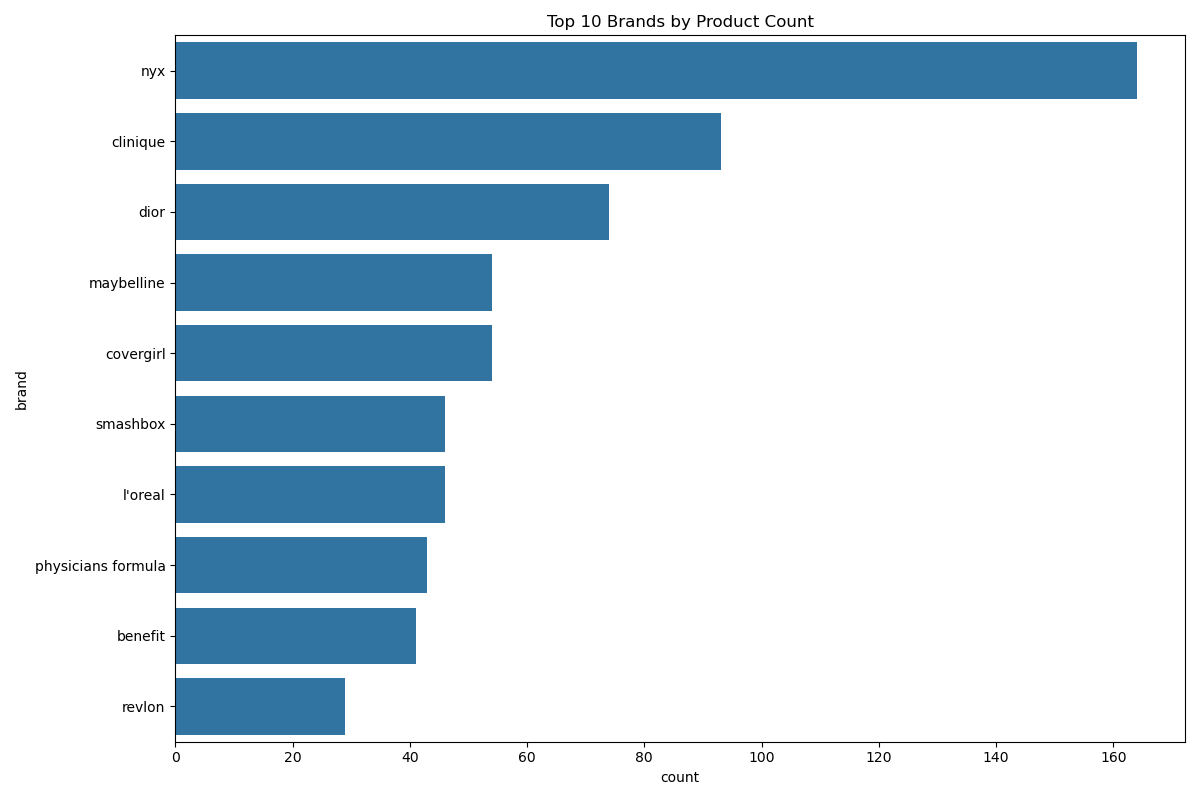 Top 10 Brands by Product Count
brand
nyx
clinique
dior
maybelline
covergirl
smashbox
l'oreal
physicians formula
benefit
revlon
0 20 40 60 80 100 120 140 160
count